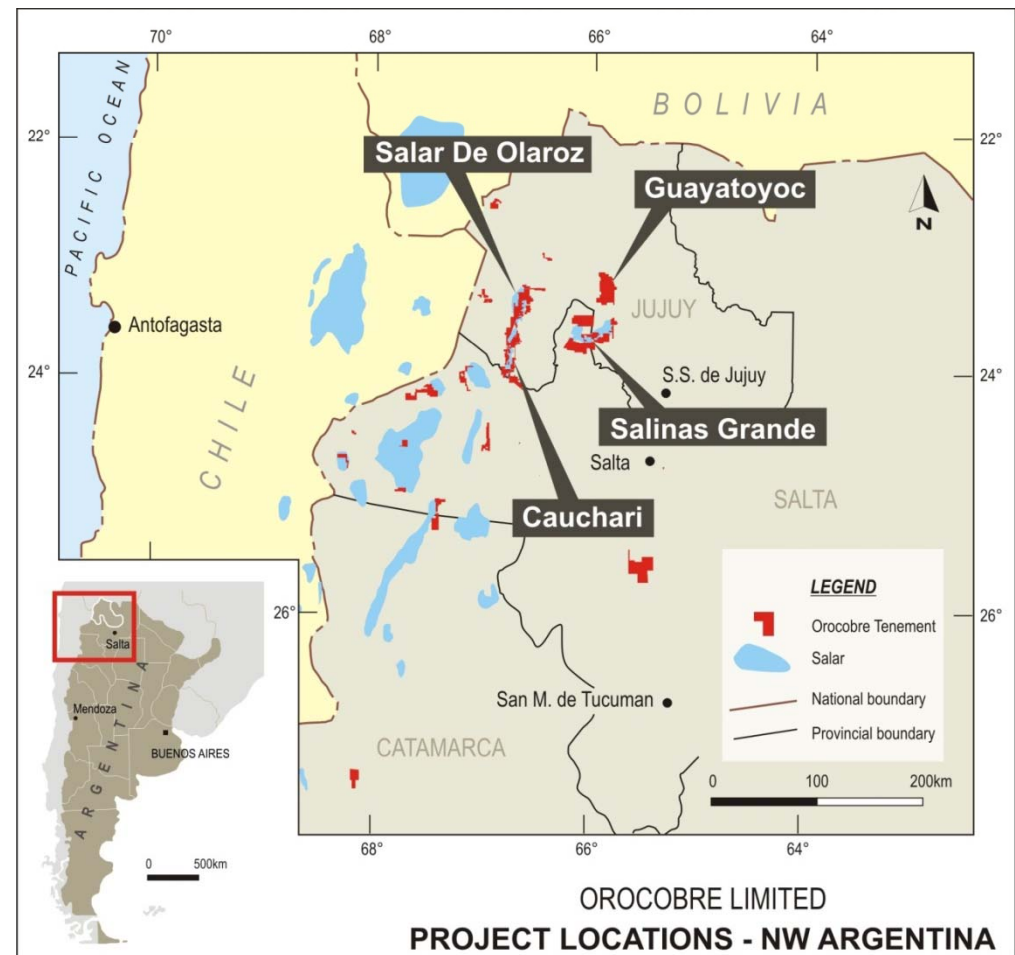 70°
68°
66°
64°
BOLIVIA
PACIFIC OCEAN
22°
22°
Salar De Olaroz
Guayatoyoc
N
JUJUY
Antofagasta
24°
24°
S.S. de Jujuy
CHILE
Salinas Grande
Salta
Cauchari
SALTA
LEGEND
Orocobre Tenement
Salar
National boundary
Provincial boundary
0 100 200km
26°
26°
San M. de Tucuman
CATAMARCA
68°
66°
64°
Salta
Mendoza
BUENOS AIRES
ARGENTINA
0 500km
OROCOBRE LIMITED
PROJECT LOCATIONS - NW ARGENTINA